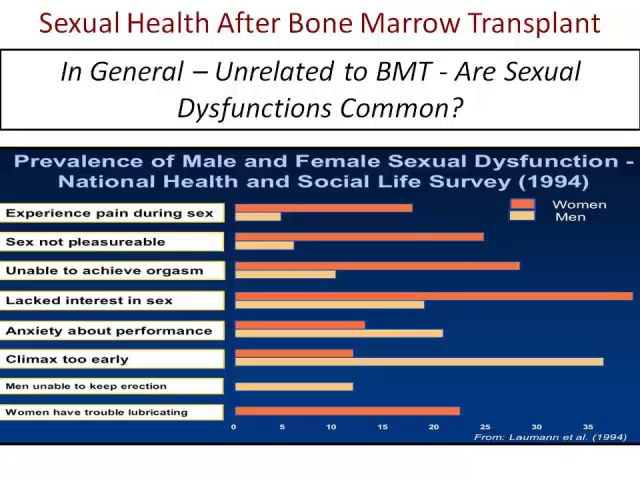 Sexual Health After Bone Marrow Transplant
In General – Unrelated to BMT - Are Sexual
Dysfunctions Common?
Prevalence of Male and Female Sexual Dysfunction -
National Health and Social Life Survey (1994)
Women
Men
Experience pain during sex
Sex not pleasureable
Unable to achieve orgasm
Lacked interest in sex
Anxiety about performance
Climax too early
Men unable to keep erection
Women have trouble lubricating
0 5 10 15 20 25 30 35
From: Laumann et al. (1994)